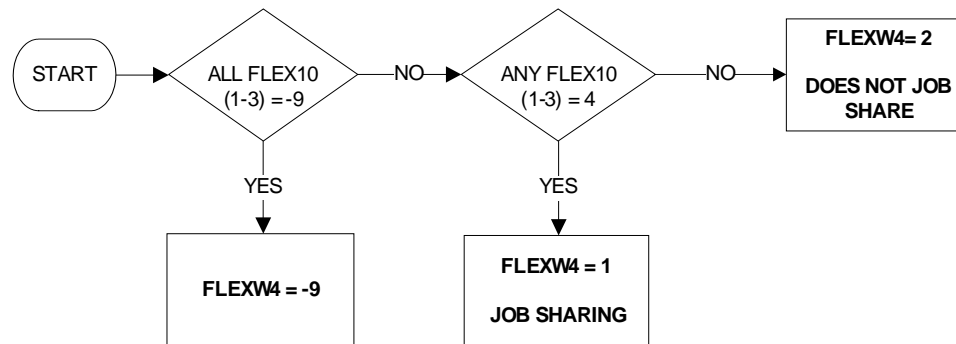 START
ALL FLEX10
(1-3) = -9
NO
ANY FLEX10
(1-3) = 4
NO
FLEXW4= 2
DOES NOT JOB
SHARE
YES
YES
FLEXW4 = -9
FLEXW4 = 1
JOB SHARING